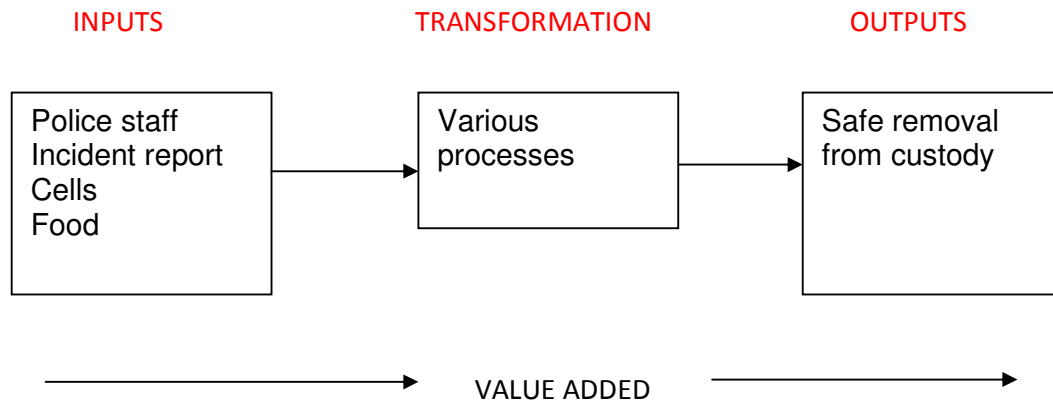 INPUTS
TRANSFORMATION
OUTPUTS
Police staff
Incident report
Cells
Food
Various
processes
Safe removal
from custody
VALUE ADDED